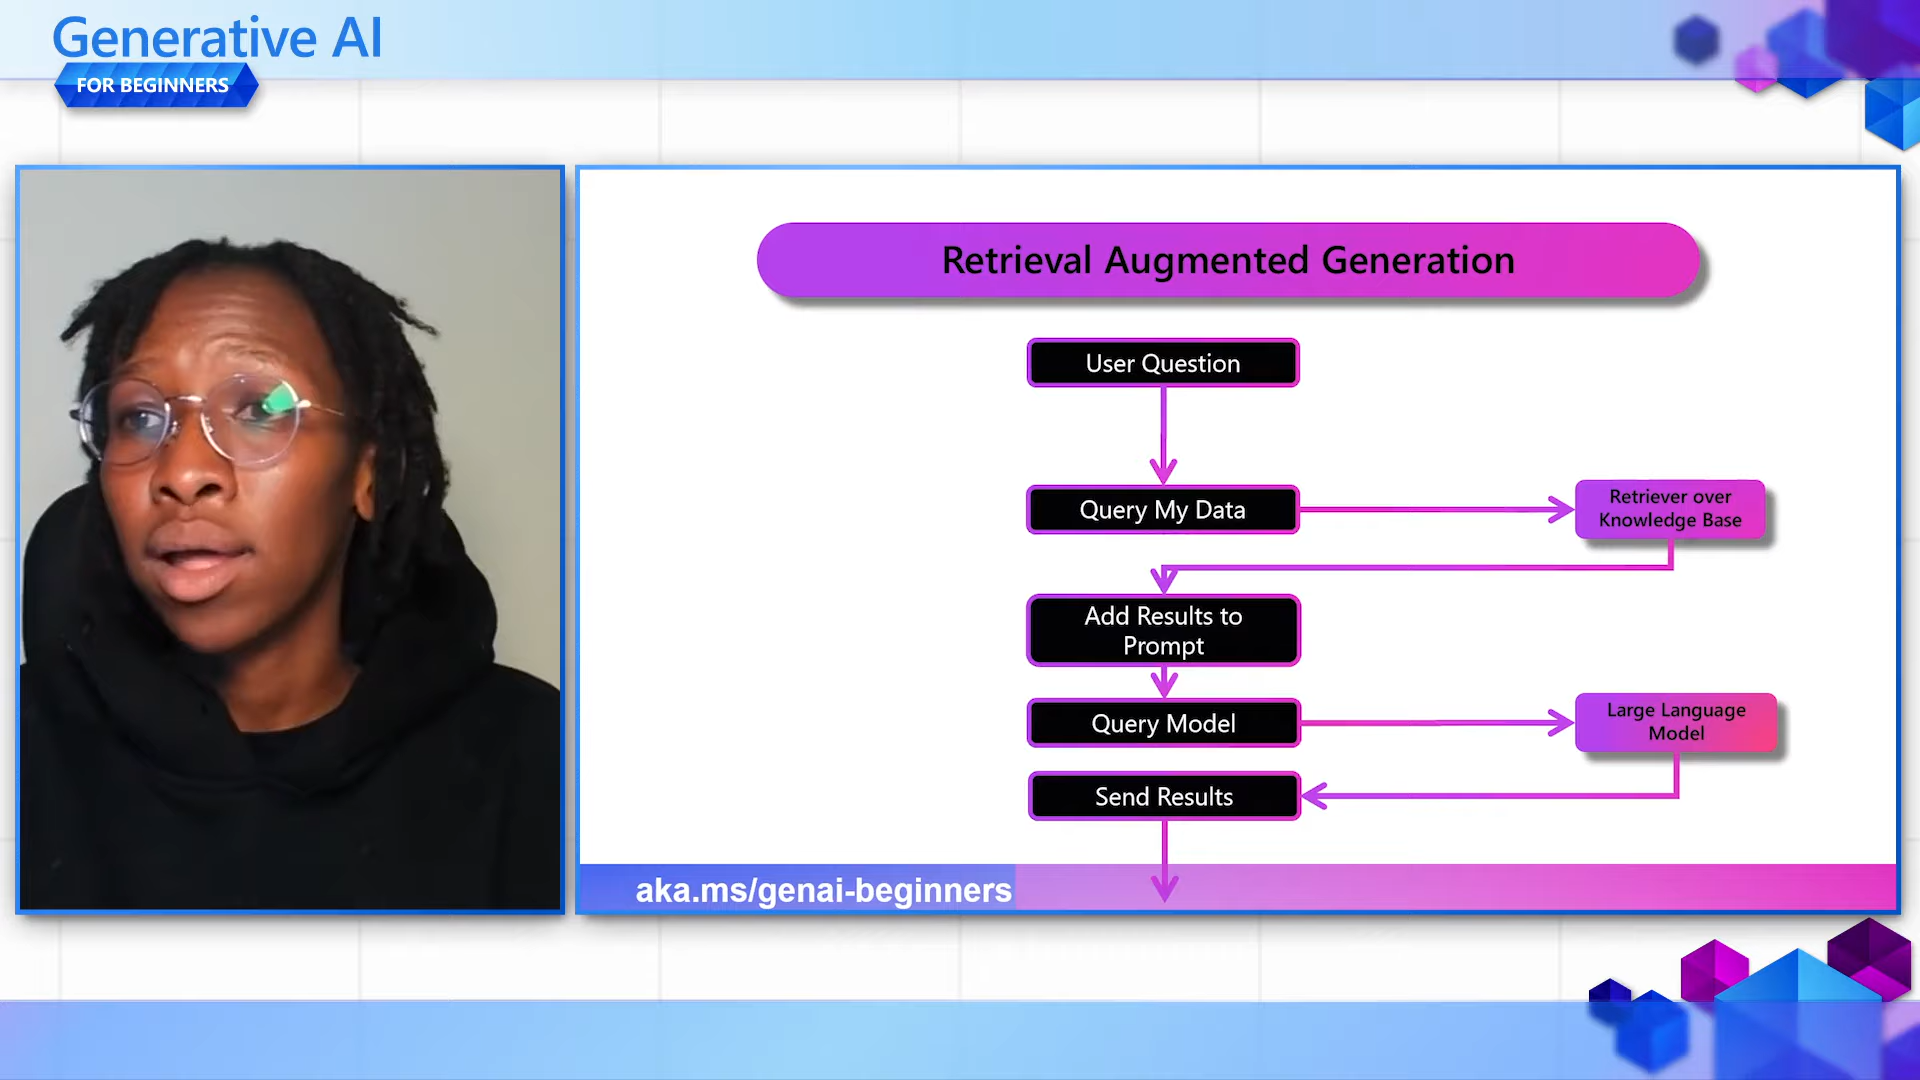 Generative AI
FOR BEGINNERS
Retrieval Augmented Generation
User Question
Query My Data
Retriever over
Knowledge Base
Add Results to
Prompt
Query Model
Large Language
Model
Send Results
aka.ms/genai-beginners